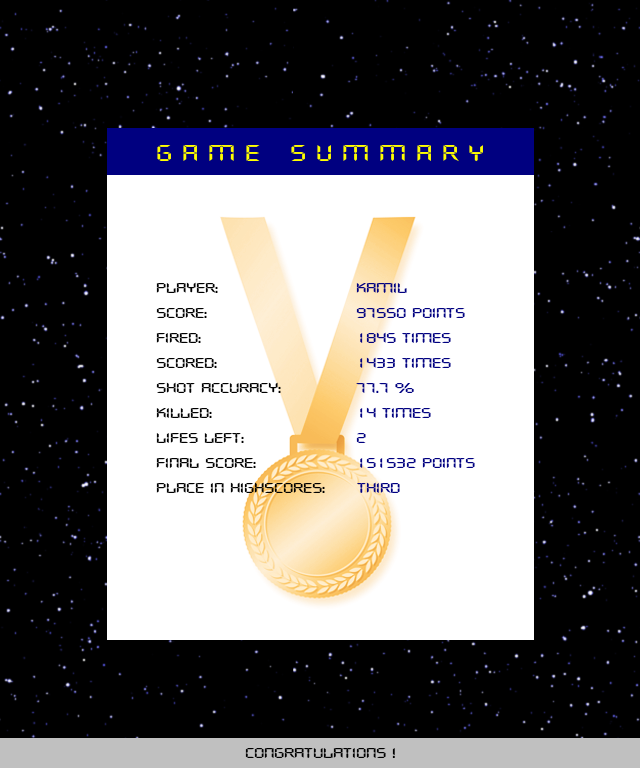 GAME SUMMARY
PLAYER: KAMIL
SCORE: 97550 POINTS
FIRED: 1845 TIMES
SCORED: 1433 TIMES
SHOT ACCURACY: 77.7 %
KILLED: 14 TIMES
LIFES LEFT: 2
FINAL SCORE: 151532 POINTS
PLACE IN HIGHSCORES: THIRD
CONGRATULATIONS !